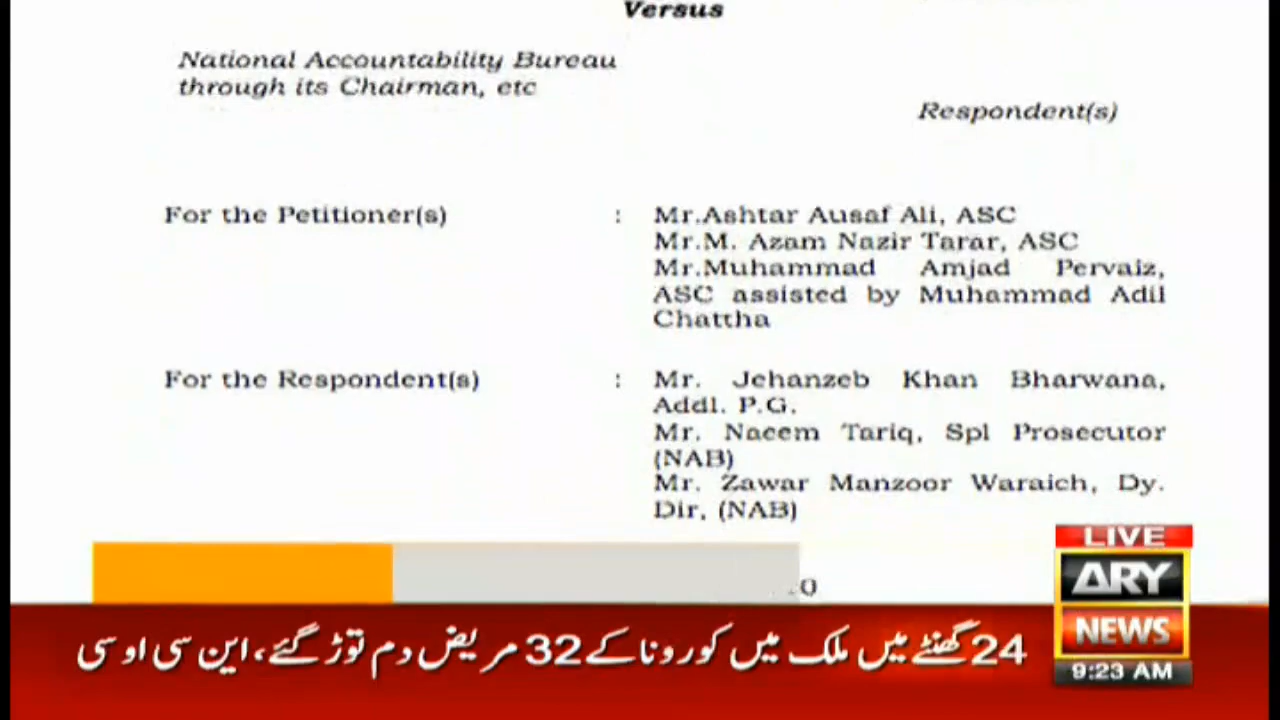 Versus
National Accountability Bureau
through its Chairman, etc
Respondent(s)
For the Petitioner(s) : Mr.Ashtar Ausaf Ali, ASC
Mr.M. Azam Nazir Tarar, ASC
Mr.Muhammad Amjad Pervaiz,
ASC assisted by Muhammad Adil
Chattha
For the Respondent(s) : Mr. Jehanzeb Khan Bharwana,
Addl. P.G.
Mr. Naeem Tariq, Spl Prosecutor
(NAB)
Mr. Zawar Manzoor Waraich, Dy.
Dir, (NAB)
0
LIVE
ARY
NEWS
9:23 AM
24 گھنٹے میں ملک میں کورونا کے 32 مریض دم توڑ گئے، این سی او سی